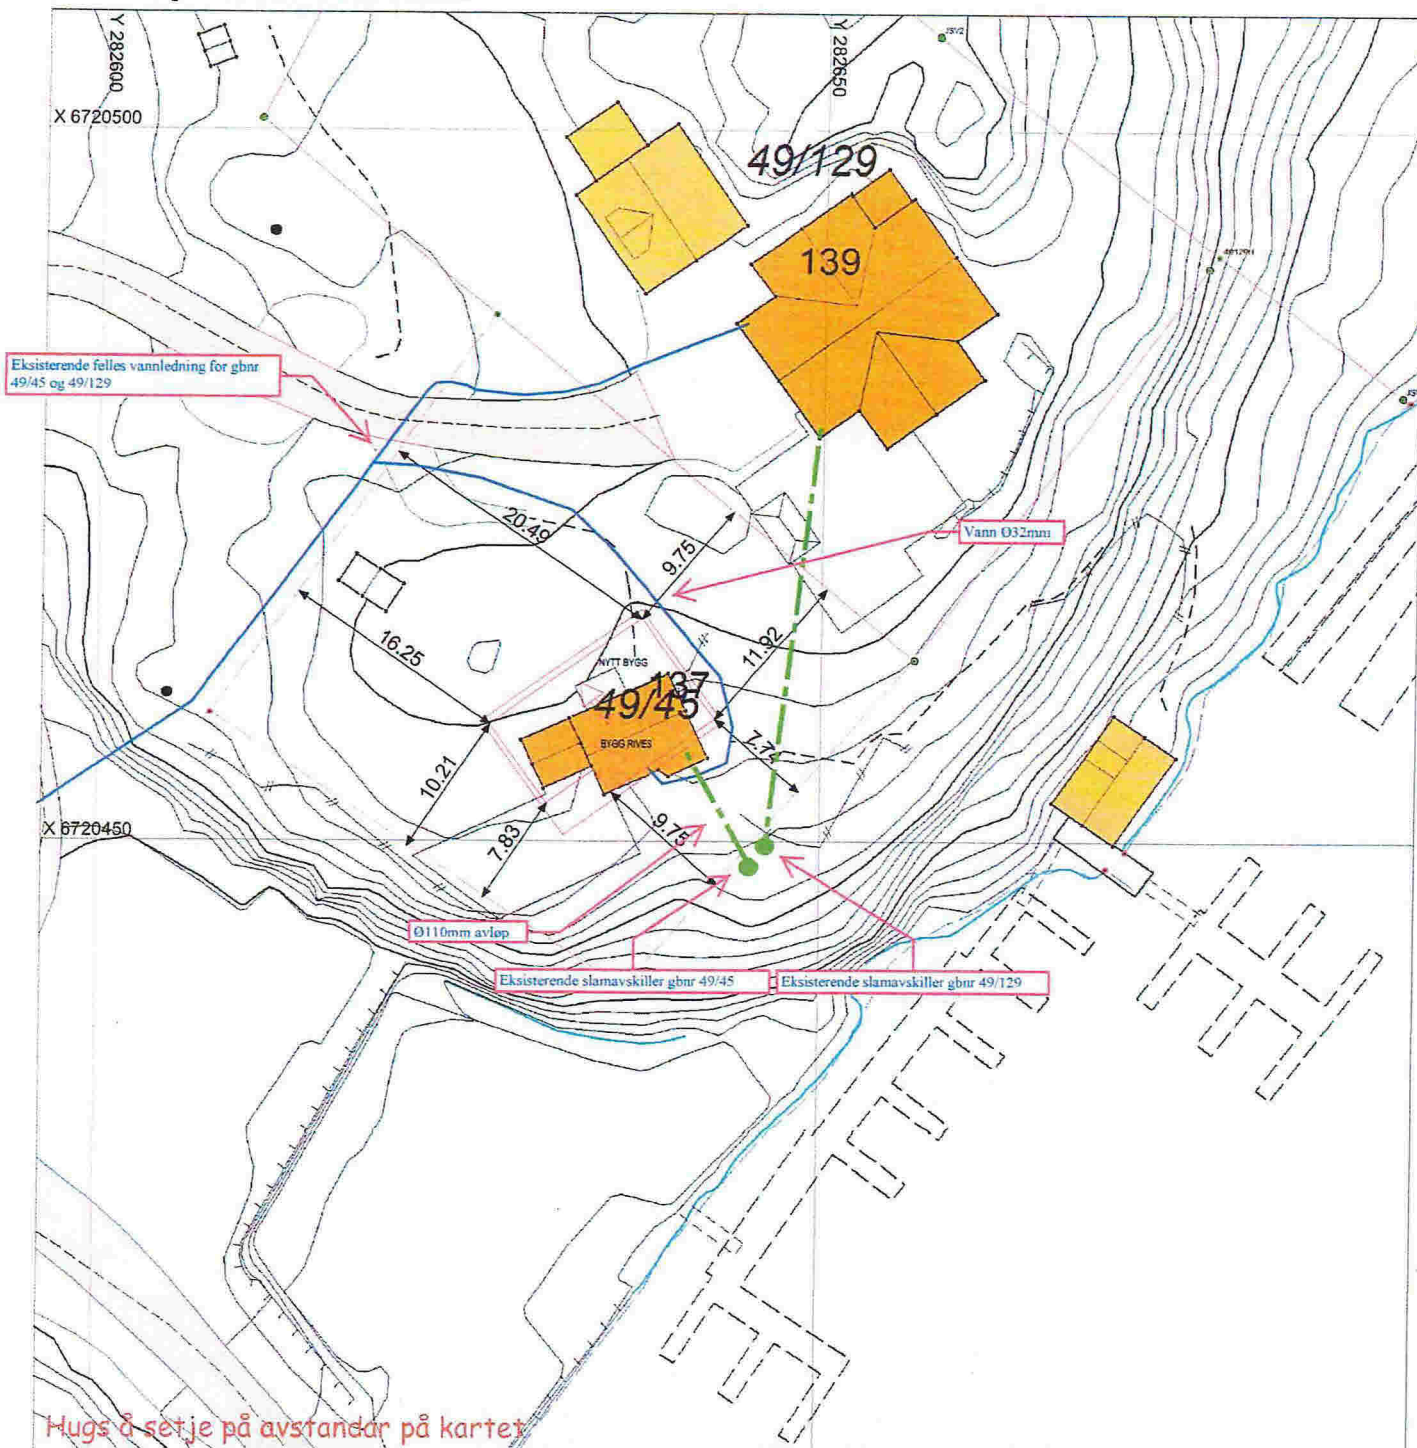 Y 282600
Y 282650
JSV2
X 6720500
49/129
139
Eksisterende felles vannledning for gbnr
49/45 og 49/129
20.49
9.75
Vann Ø32mm
16.25
11.92
NYTT BYGG
137
49/45
BYGG RIVES
7.77
10.21
X 6720450
7.83
9.75
Ø110mm avløp
Eksisterende slamavskiller gbnr 49/45
Eksisterende slamavskiller gbnr 49/129
Hugs å setje på avstandar på kartet